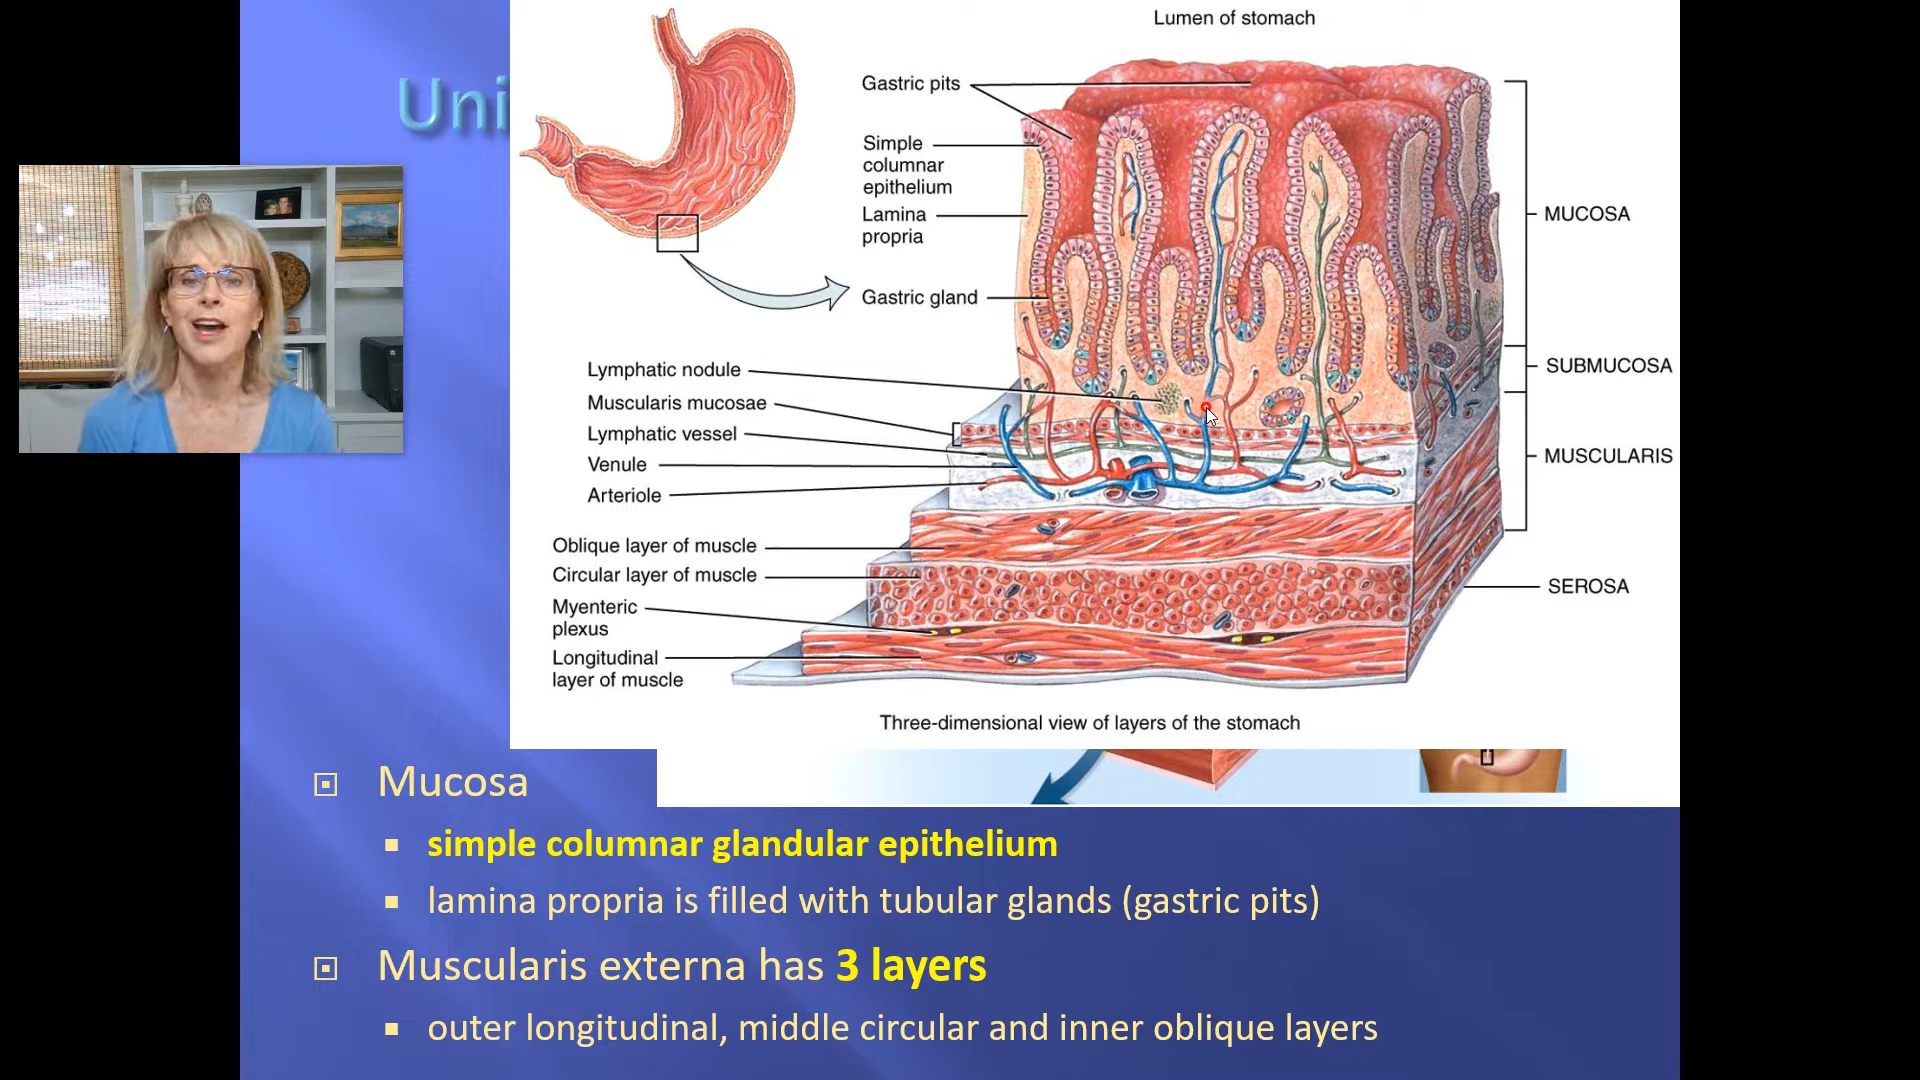 Uni
Lumen of stomach
Gastric pits
Simple
columnar
epithelium
Lamina
propria
Gastric gland
Lymphatic nodule
Muscularis mucosae
Lymphatic vessel
Venule
Arteriole
Oblique layer of muscle
Circular layer of muscle
Myenteric
plexus
Longitudinal
layer of muscle
MUCOSA
SUBMUCOSA
MUSCULARIS
SEROSA
Three-dimensional view of layers of the stomach
Mucosa
simple columnar glandular epithelium
lamina propria is filled with tubular glands (gastric pits)
Muscularis externa has 3 layers
outer longitudinal, middle circular and inner oblique layers